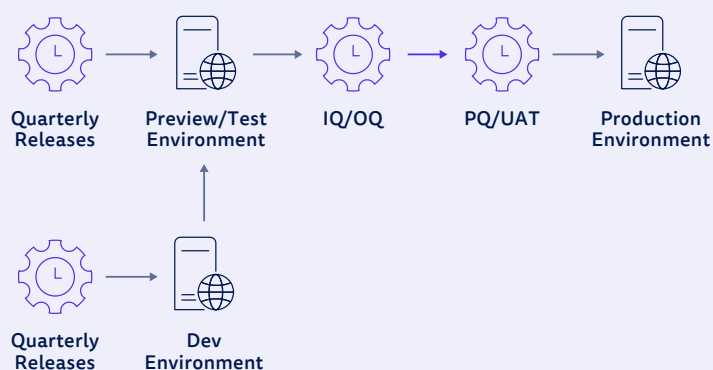 Quarterly
Releases
Preview/Test
Environment
IQ/OQ
PQ/UAT
Production
Environment
Quarterly
Releases
Dev
Environment